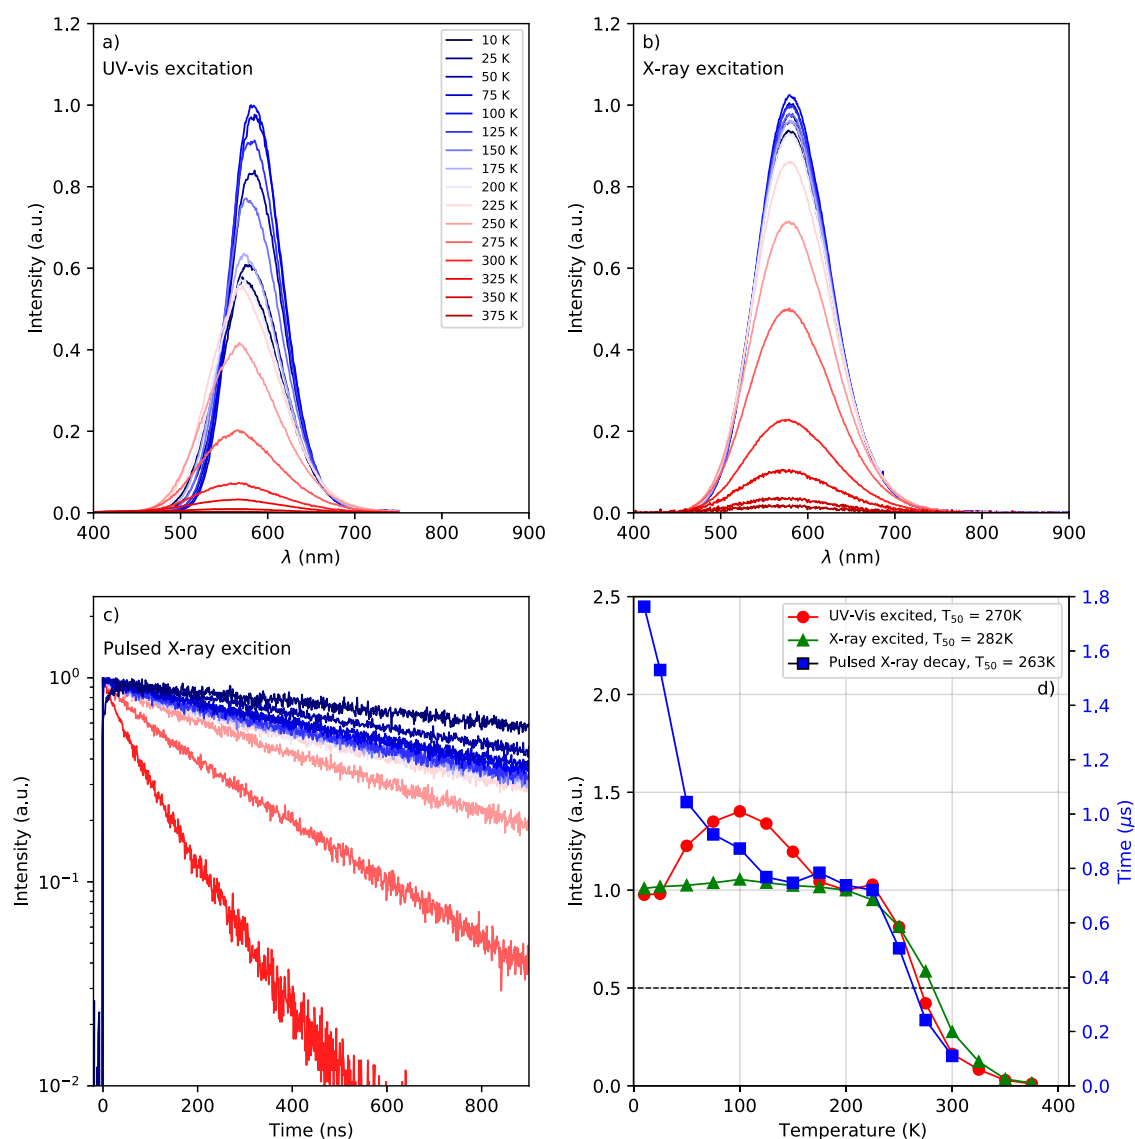 a)
UV-vis excitation
10 K
25 K
50 K
75 K
100 K
125 K
150 K
175 K
200 K
225 K
250 K
275 K
300 K
325 K
350 K
375 K
1.2
1.0
0.8
0.6
0.4
0.2
0.0
Intensity (a.u.)
400 500 600 700 800 900
λ (nm)
b)
X-ray excitation
1.2
1.0
0.8
0.6
0.4
0.2
0.0
Intensity (a.u.)
400 500 600 700 800 900
λ (nm)
c)
Pulsed X-ray excition
10⁰
10⁻¹
10⁻²
Intensity (a.u.)
0 200 400 600 800
Time (ns)
UV-Vis excited, T₅₀ = 270K
X-ray excited, T₅₀ = 282K
Pulsed X-ray decay, T₅₀ = 263K
d)
2.5
2.0
1.5
1.0
0.5
0.0
Intensity (a.u.)
1.8
1.6
1.4
1.2
1.0
0.8
0.6
0.4
0.2
0.0
Time (μs)
0 100 200 300 400
Temperature (K)